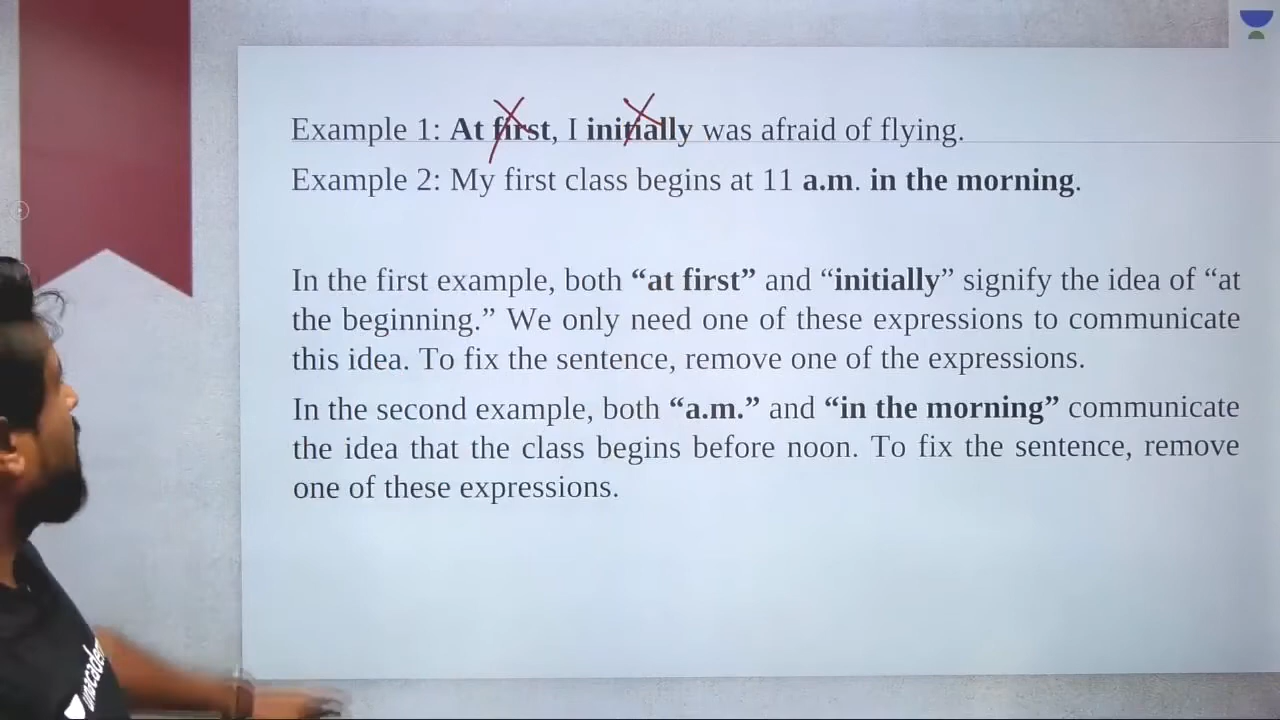 Example 1: At first, I initially was afraid of flying.
Example 2: My first class begins at 11 a.m. in the morning.
In the first example, both “at first” and “initially” signify the idea of “at
the beginning.” We only need one of these expressions to communicate
this idea. To fix the sentence, remove one of the expressions.
In the second example, both “a.m.” and “in the morning” communicate
the idea that the class begins before noon. To fix the sentence, remove
one of these expressions.
unacade